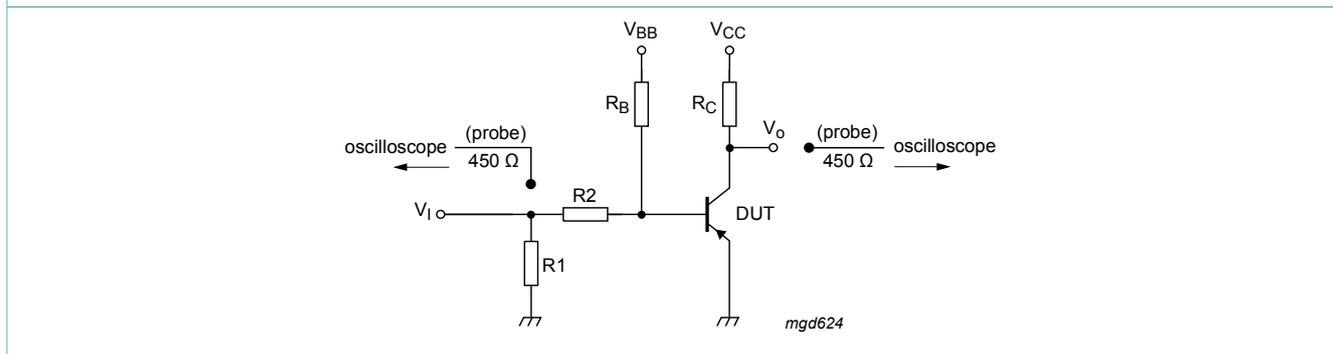 VBB
VCC
RB
RC
Vo
oscilloscope
(probe)
450 Ω
(probe)
450 Ω
oscilloscope
R2
VI
DUT
R1
mgd624